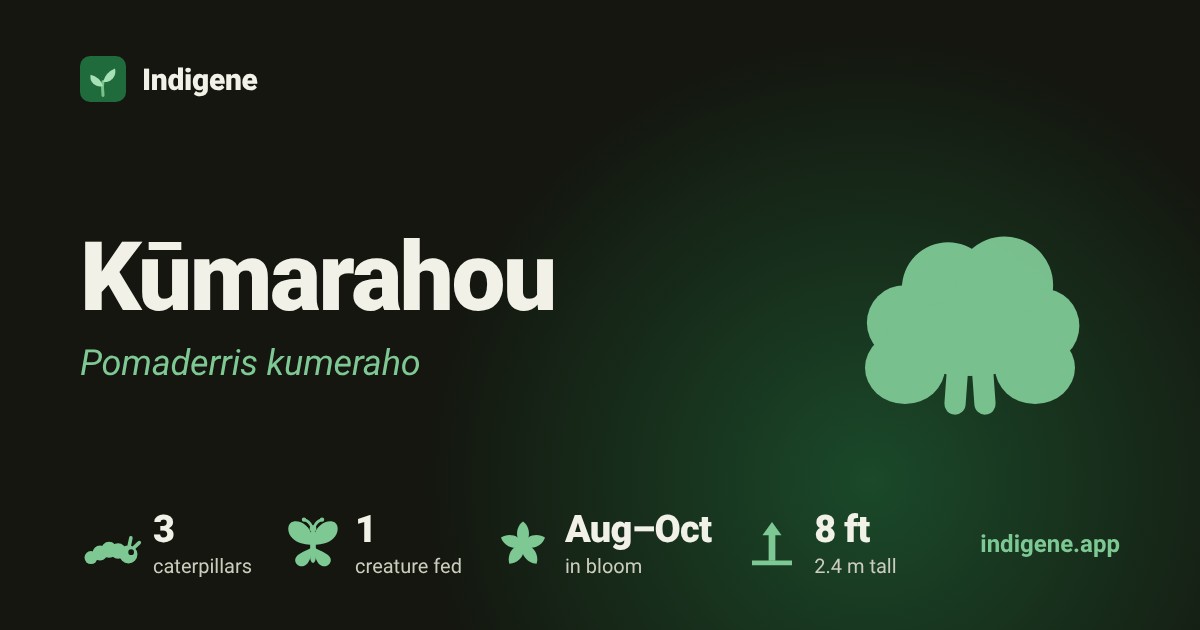 Indigene
Kūmarahou
Pomaderris kumeraho
3
caterpillars
1
creature fed
Aug–Oct
in bloom
8 ft
2.4 m tall
indigene.app